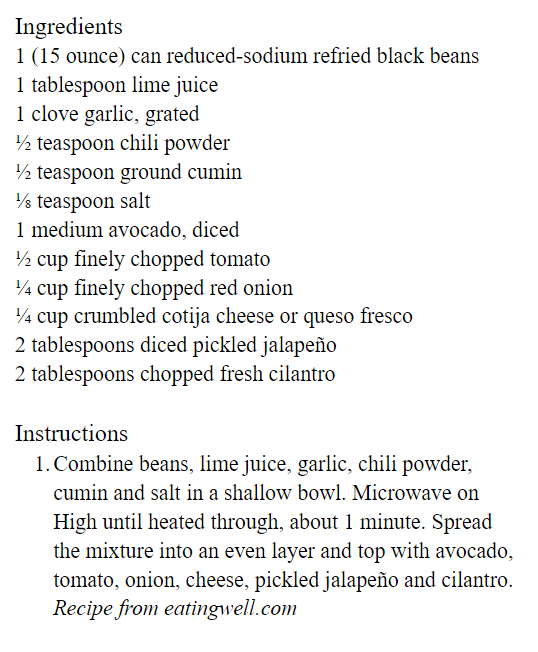 Ingredients
1 (15 ounce) can reduced-sodium refried black beans
1 tablespoon lime juice
1 clove garlic, grated
½ teaspoon chili powder
½ teaspoon ground cumin
⅛ teaspoon salt
1 medium avocado, diced
½ cup finely chopped tomato
¼ cup finely chopped red onion
¼ cup crumbled cotija cheese or queso fresco
2 tablespoons diced pickled jalapeño
2 tablespoons chopped fresh cilantro
Instructions
1. Combine beans, lime juice, garlic, chili powder,
cumin and salt in a shallow bowl. Microwave on
High until heated through, about 1 minute. Spread
the mixture into an even layer and top with avocado,
tomato, onion, cheese, pickled jalapeño and cilantro.
Recipe from eatingwell.com